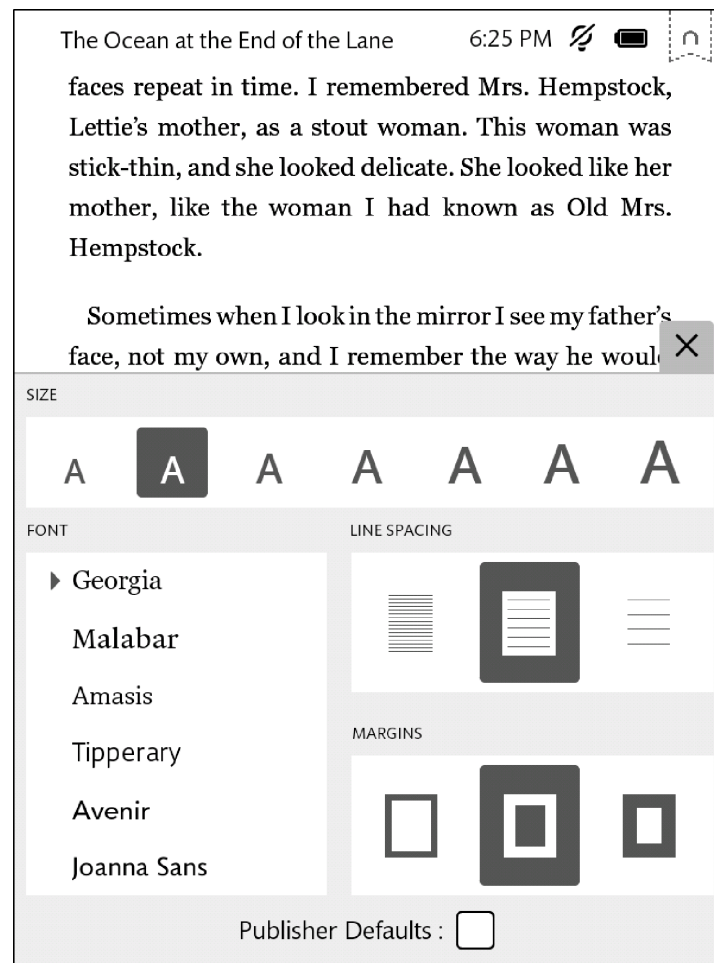 The Ocean at the End of the Lane 6:25 PM
faces repeat in time. I remembered Mrs. Hempstock,
Lettie’s mother, as a stout woman. This woman was
stick-thin, and she looked delicate. She looked like her
mother, like the woman I had known as Old Mrs.
Hempstock.
Sometimes when I look in the mirror I see my father’s
face, not my own, and I remember the way he
SIZE
A A A A A A A
FONT
Georgia
Malabar
Amasis
Tipperary
Avenir
Joanna Sans
LINE SPACING
MARGINS
Publisher Defaults :